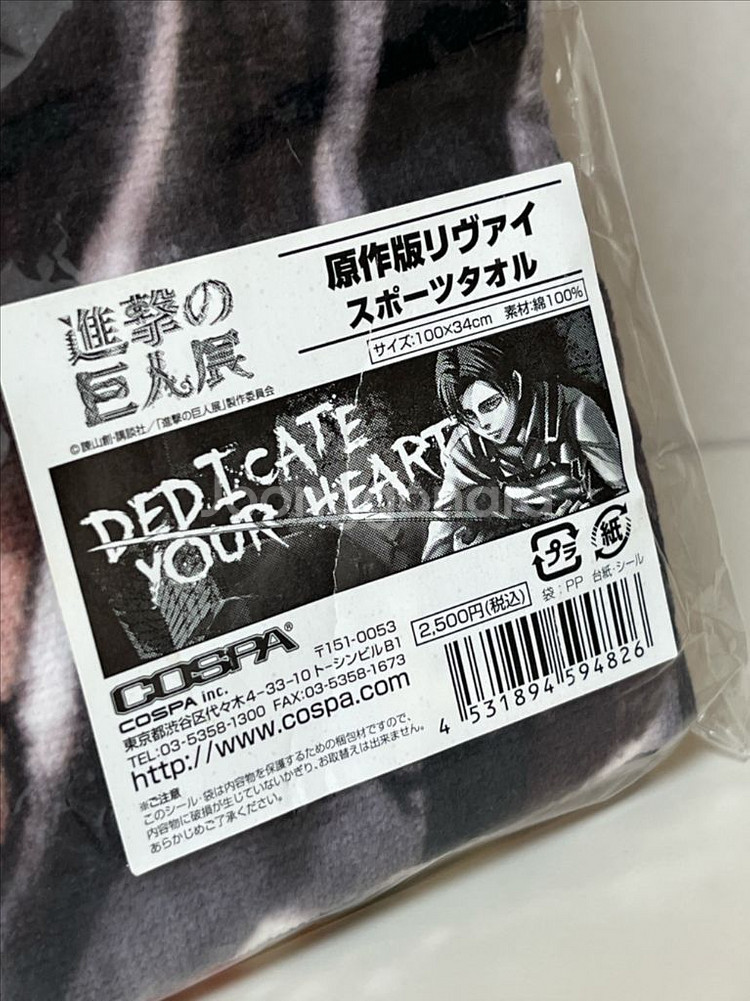 進撃の
巨人展
原作版リヴァイ
スポーツタオル
サイズ:100×34cm 素材:綿100%
©諫山創・講談社/「進撃の巨人展」製作委員会
DEDICATE
YOUR HEART
COSPA®
COSPA inc.
〒151-0053
東京都渋谷区代々木4-33-10 トーシンビルB1
TEL:03-5358-1300 FAX:03-5358-1673
http://www.cospa.com
2,500円(税込)
プラ
紙
袋:PP 台紙・シール
4 531894 594826
※ご注意
このシール・袋は内容物を保護するための梱包材ですので、
内容物に破損が生じていないかぎり、お取替えは出来ません。
あらかじめご了承ください。